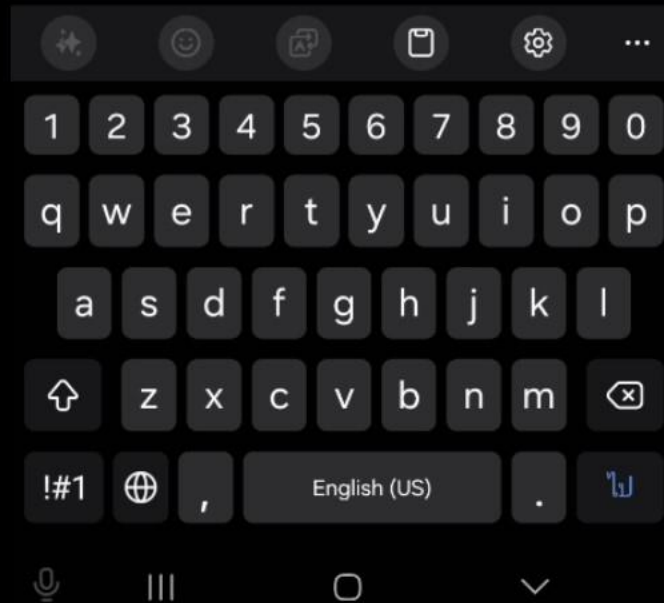 1 2 3 4 5 6 7 8 9 0
q w e r t y u i o p
a s d f g h j k l
z x c v b n m
!#1 , English (US) . ไป